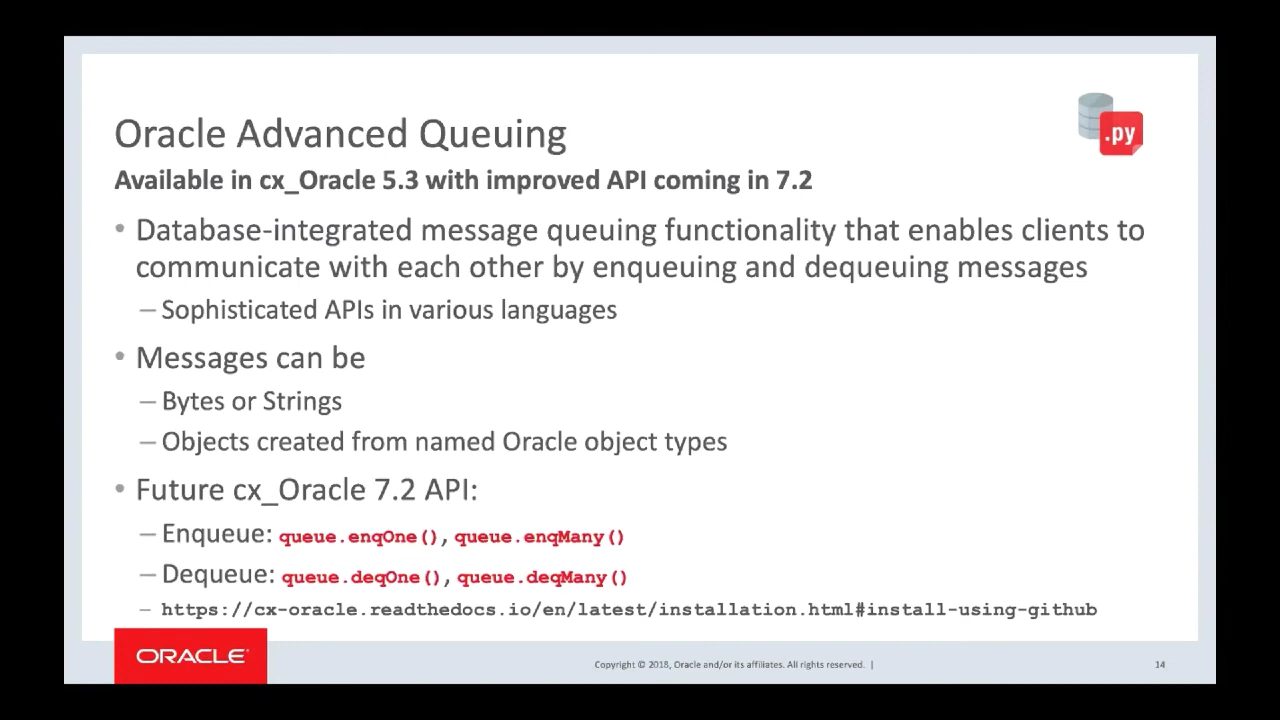 .py
Oracle Advanced Queuing
Available in cx_Oracle 5.3 with improved API coming in 7.2
• Database-integrated message queuing functionality that enables clients to
communicate with each other by enqueuing and dequeuing messages
– Sophisticated APIs in various languages
• Messages can be
– Bytes or Strings
– Objects created from named Oracle object types
• Future cx_Oracle 7.2 API:
– Enqueue: queue.enqOne(), queue.enqMany()
– Dequeue: queue.deqOne(), queue.deqMany()
– https://cx-oracle.readthedocs.io/en/latest/installation.html#install-using-github
ORACLE
Copyright © 2018, Oracle and/or its affiliates. All rights reserved. |
14